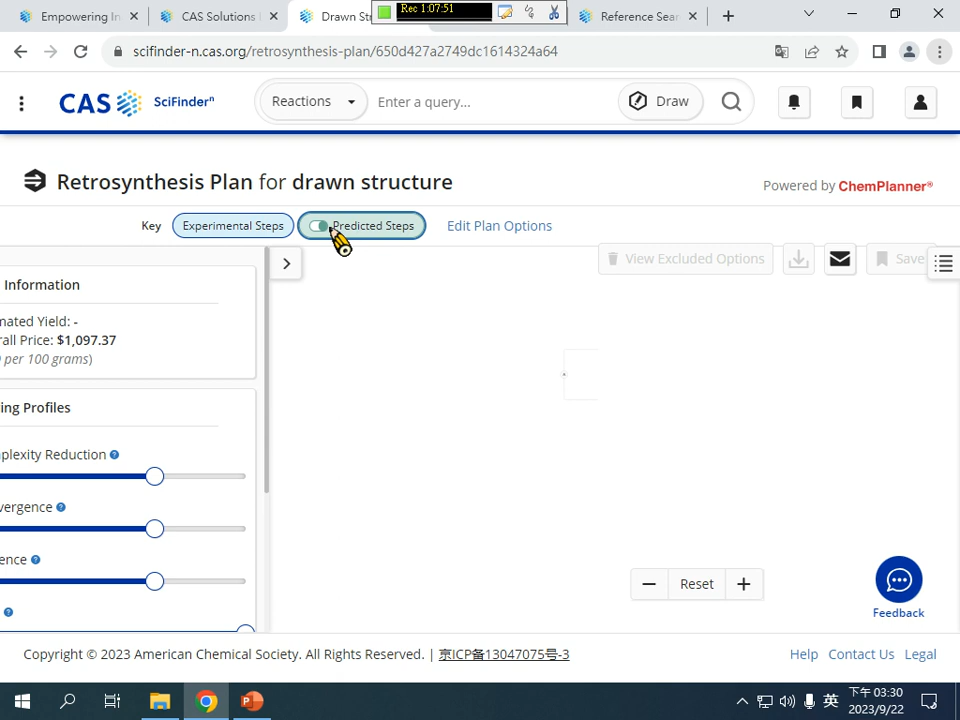 Empowering In
CAS Solutions
Drawn St
Rec 1:07:51
Reference Sear
scifinder-n.cas.org/retrosynthesis-plan/650d427a2749dc1614324a64
CAS SciFinderⁿ
Reactions
Enter a query...
Draw
Retrosynthesis Plan for drawn structure
Powered by ChemPlanner®
Key
Experimental Steps
Predicted Steps
Edit Plan Options
View Excluded Options
Save
Information
mated Yield: -
rall Price: $1,097.37
per 100 grams)
ing Profiles
plexity Reduction
vergence
ence
Reset
Feedback
Copyright © 2023 American Chemical Society. All Rights Reserved. | 京ICP备13047075号-3
Help
Contact Us
Legal
英
下午 03:30
2023/9/22